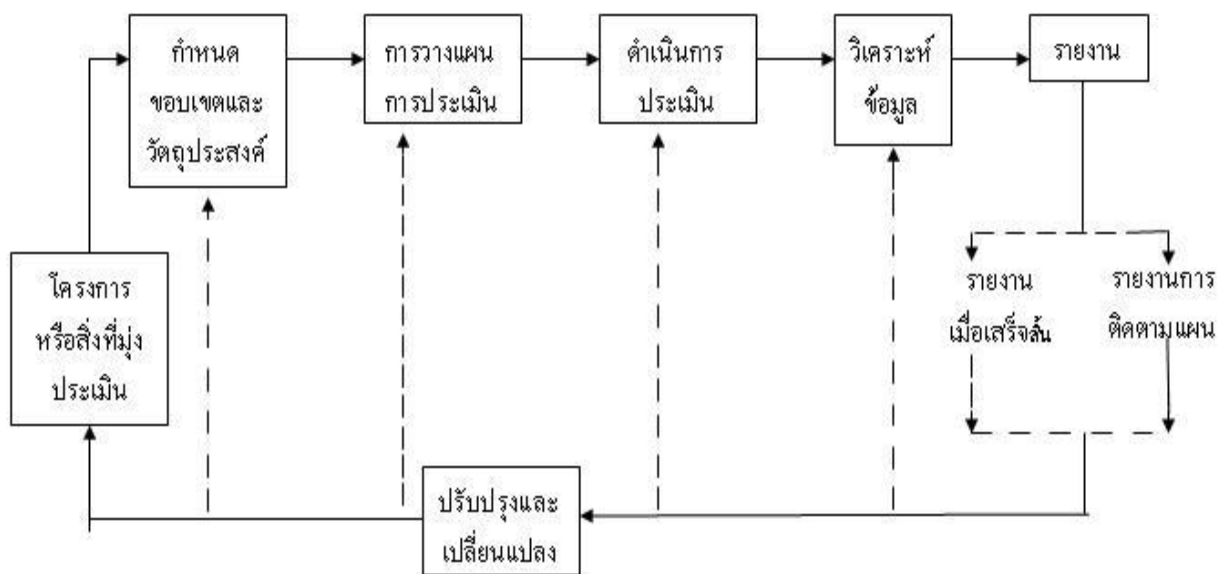 กำหนด
ขอบเขตและ
วัตถุประสงค์
การวางแผน
การประเมิน
ดำเนินการ
ประเมิน
วิเคราะห์
ข้อมูล
รายงาน
โครงการ
หรือสิ่งที่มุ่ง
ประเมิน
รายงาน
เมื่อเสร็จสิ้น
รายงานการ
ติดตามแผน
ปรับปรุงและ
เปลี่ยนแปลง